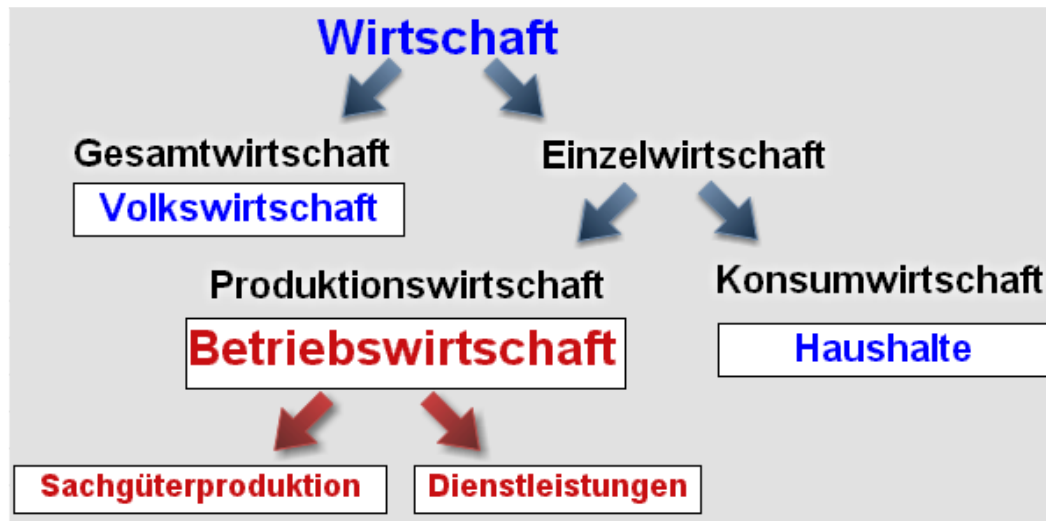 Wirtschaft
Gesamtwirtschaft
Einzelwirtschaft
Volkswirtschaft
Produktionswirtschaft
Konsumwirtschaft
Betriebswirtschaft
Haushalte
Sachgüterproduktion
Dienstleistungen